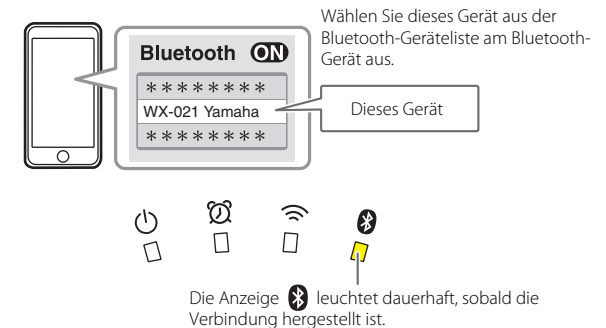 Wählen Sie dieses Gerät aus der
Bluetooth-Geräteliste am Bluetooth-
Gerät aus.
Bluetooth ON
********
WX-021 Yamaha
Dieses Gerät
********
Die Anzeige leuchtet dauerhaft, sobald die
Verbindung hergestellt ist.